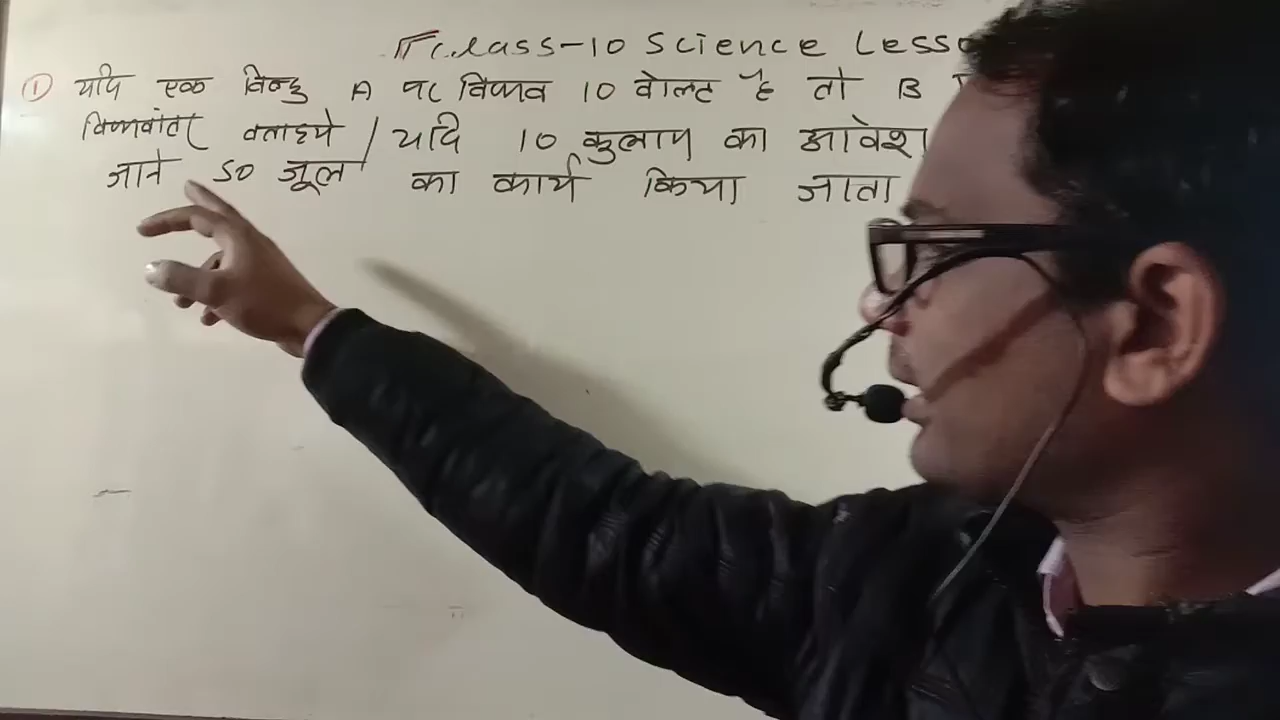 Class-10 Science Lesso
① यदि एक बिन्दु A पर विभव 10 वोल्ट है तो B
विभवांतर बताइये / यदि 10 कुलाम का आवेश
जाने 50 जूल का कार्य किया जाता